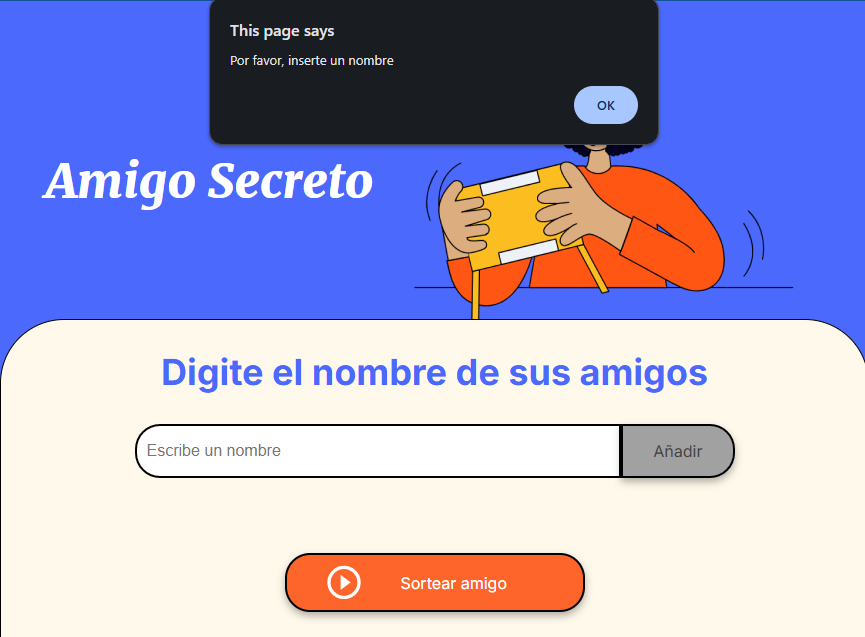 This page says
Por favor, inserte un nombre
OK
Amigo Secreto
Digite el nombre de sus amigos
Escribe un nombre
Añadir
Sortear amigo